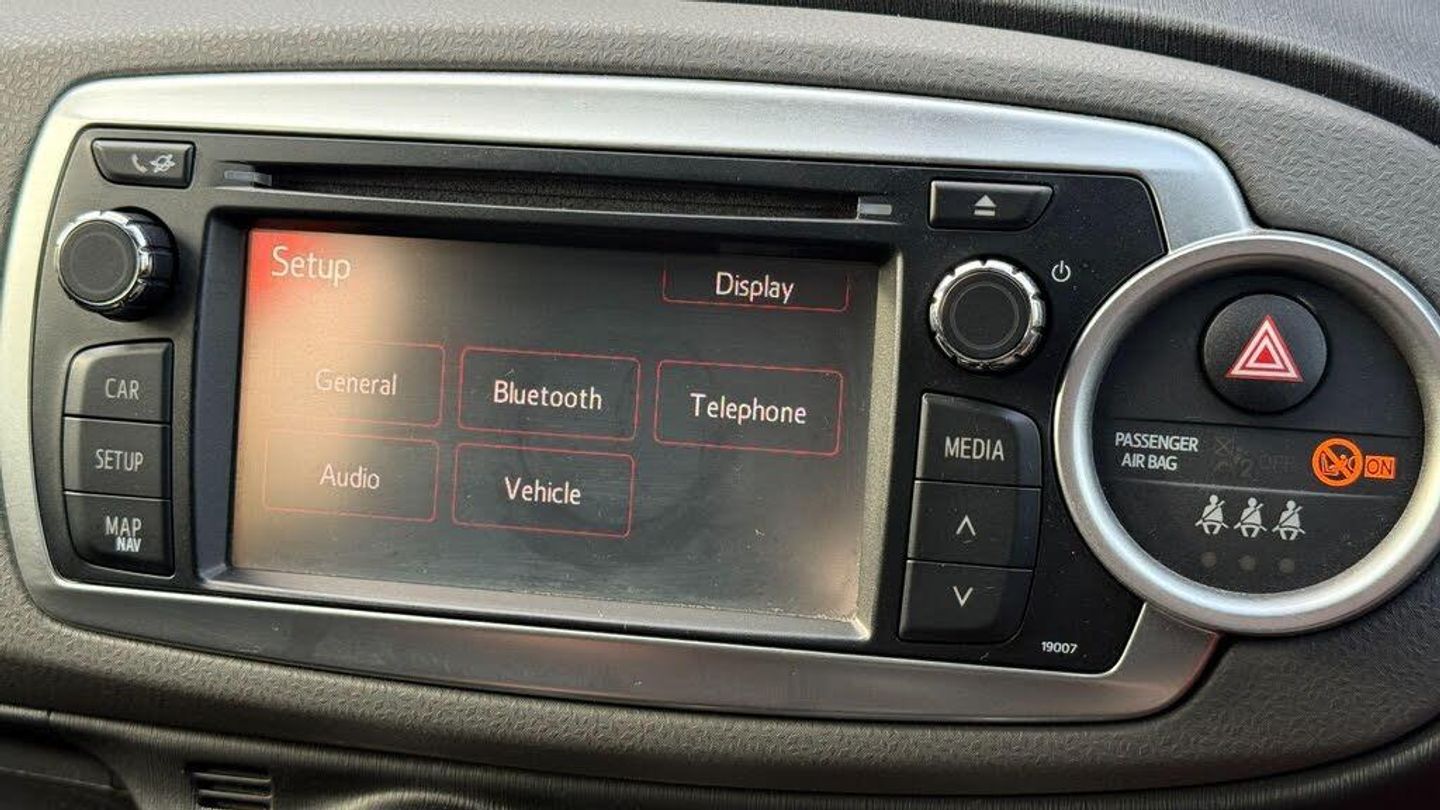 Setup
Display
General
Bluetooth
Telephone
Audio
Vehicle
CAR
SETUP
MAP
NAV
MEDIA
19007
PASSENGER
AIR BAG
ON